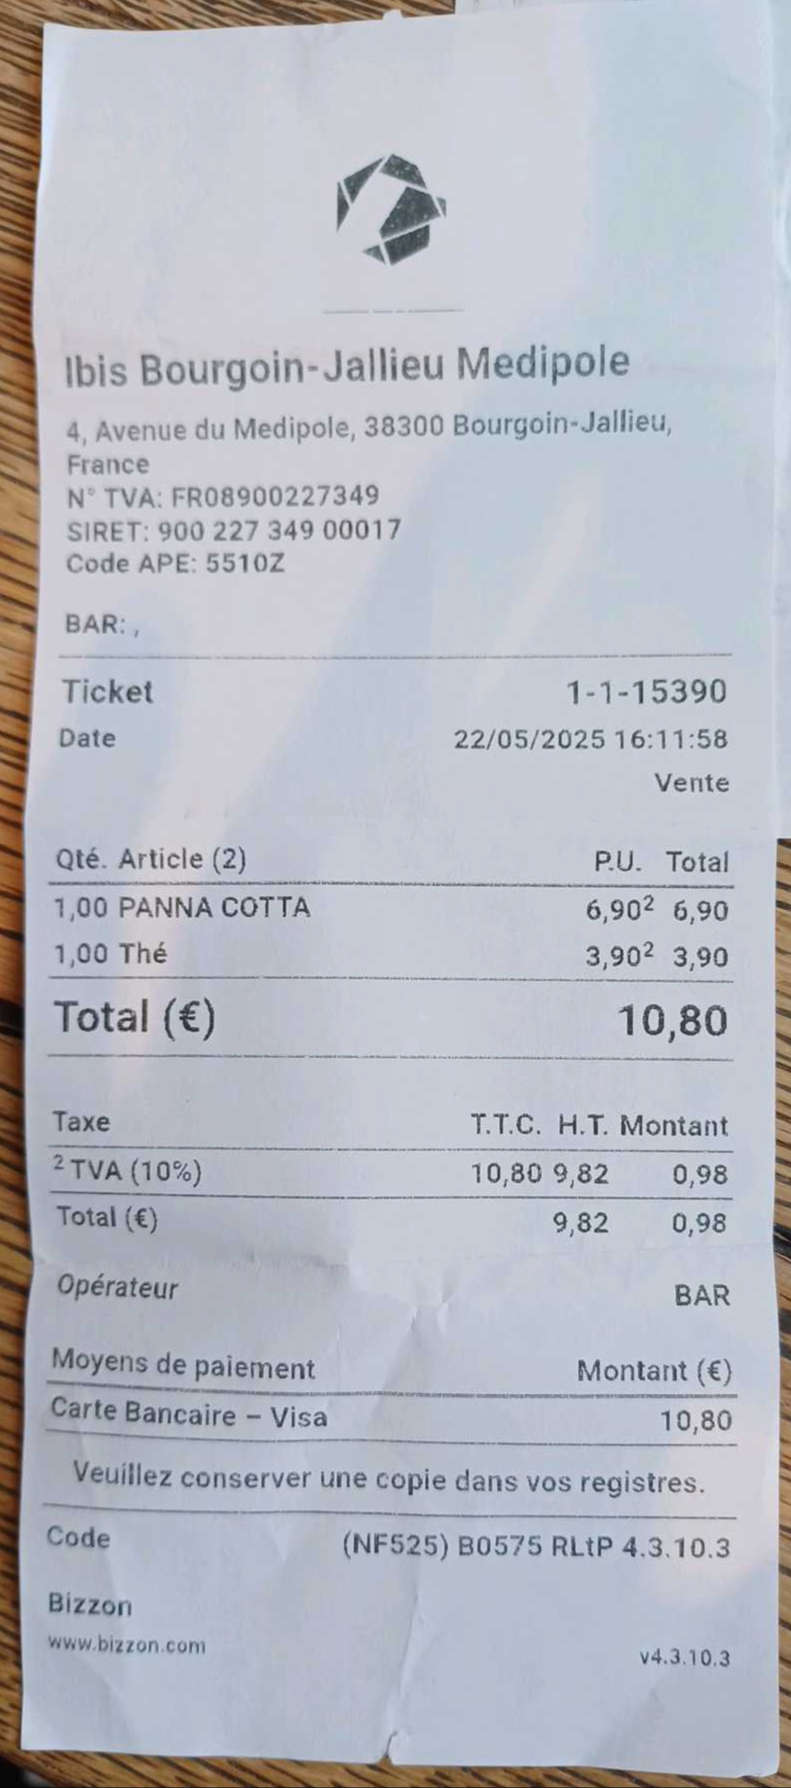 Ibis Bourgoin-Jallieu Medipole
4, Avenue du Medipole, 38300 Bourgoin-Jallieu,
France
N° TVA: FR08900227349
SIRET: 900 227 349 00017
Code APE: 5510Z
BAR: ,
Ticket 1-1-15390
Date 22/05/2025 16:11:58
Vente
Qté. Article (2) P.U. Total
1,00 PANNA COTTA 6,90² 6,90
1,00 Thé 3,90² 3,90
Total (€) 10,80
Taxe T.T.C. H.T. Montant
² TVA (10%) 10,80 9,82 0,98
Total (€) 9,82 0,98
Opérateur BAR
Moyens de paiement Montant (€)
Carte Bancaire – Visa 10,80
Veuillez conserver une copie dans vos registres.
Code (NF525) B0575 RLtP 4.3.10.3
Bizzon
www.bizzon.com v4.3.10.3